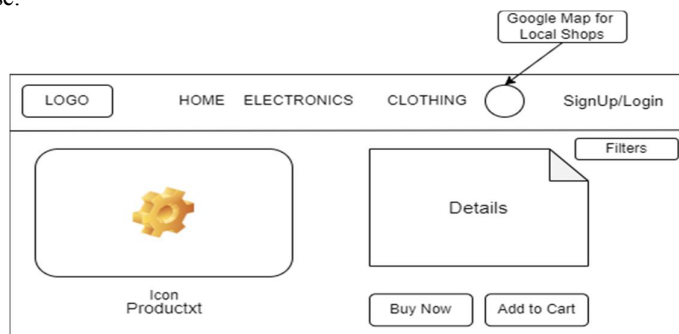 se.
Google Map for
Local Shops
LOGO
HOME ELECTRONICS CLOTHING
SignUp/Login
Filters
Details
Icon
Productxt
Buy Now
Add to Cart